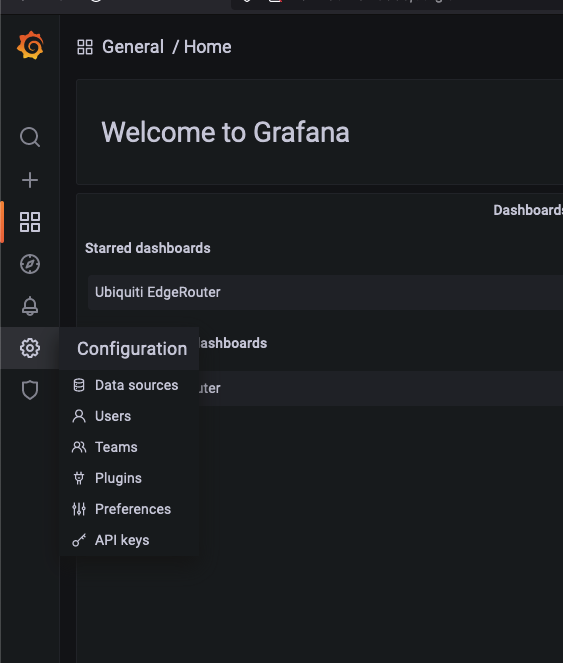 General / Home
Welcome to Grafana
Dashboards
Starred dashboards
Ubiquiti EdgeRouter
Configuration
dashboards
Data sources
Users
Teams
Plugins
Preferences
API keys